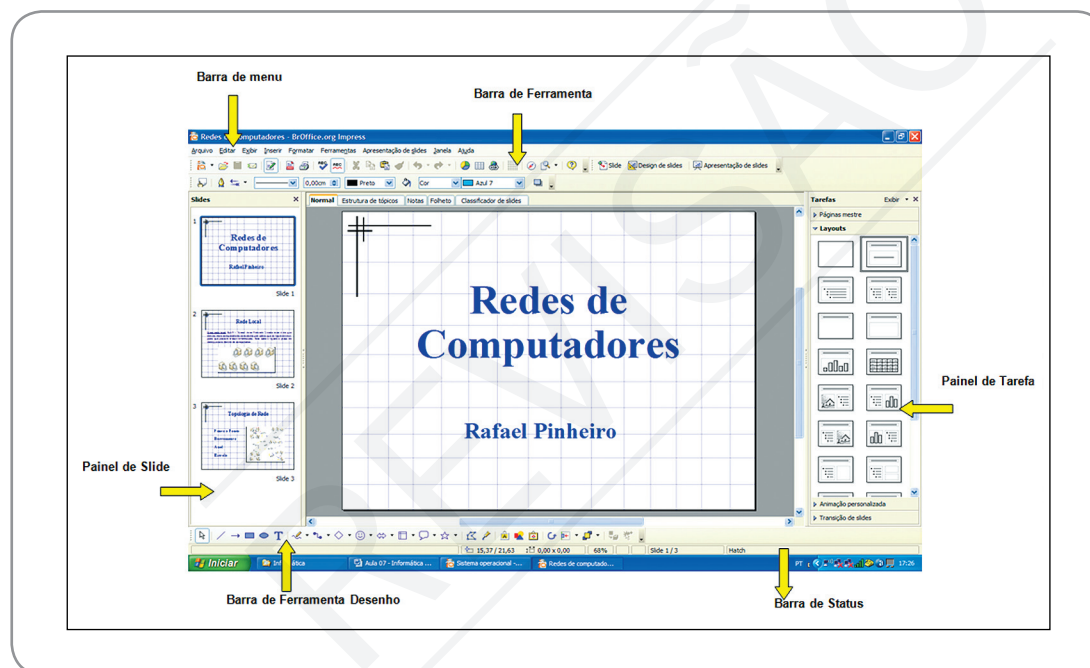 Barra de menu
Barra de Ferramenta
Redes de Computadores - BrOffice.org Impress
Arquivo Editar Exibir Inserir Formatar Ferramentas Apresentação de slides Janela Ajuda
Slide Design de slides Apresentação de slides
0,00cm Preto Cor Azul 7
Slides
Normal Estrutura de tópicos Notas Folheto Classificador de slides
Tarefas Exibir
Páginas mestre
Layouts
1
Redes de
Computadores
Rafael Pinheiro
Slide 1
2
Rede Local
Slide 2
3
Topologia de Rede
Slide 3
Redes de
Computadores
Rafael Pinheiro
Painel de Tarefa
Painel de Slide
Animação personalizada
Transição de slides
15,37 / 21,63 0,00 x 0,00 68% Slide 1 / 3 Hatch
Iniciar Informática Aula 07 - Informática ... Sistema operacional -... Redes de computado... PT 17:26
Barra de Ferramenta Desenho
Barra de Status
REVISÃO